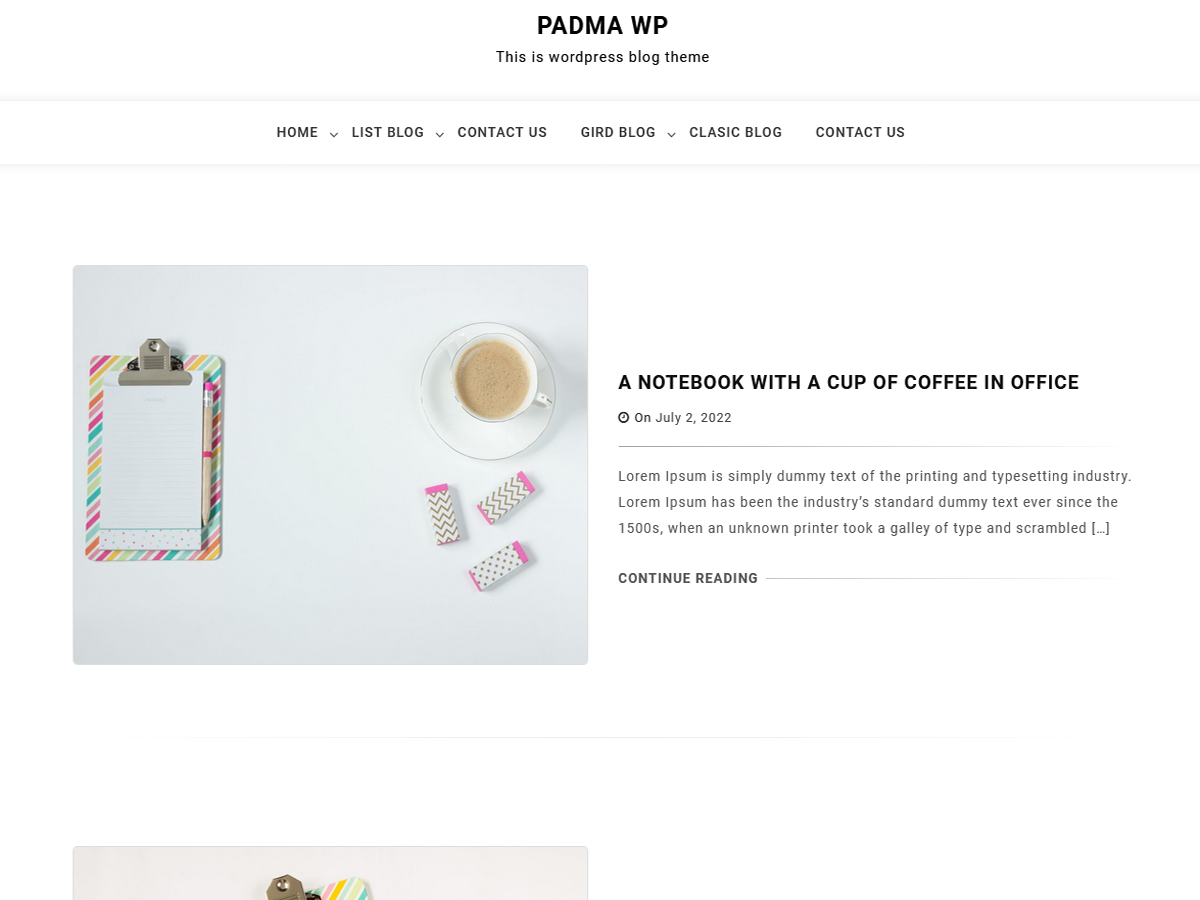 PADMA WP
This is wordpress blog theme
HOME LIST BLOG CONTACT US GIRD BLOG CLASIC BLOG CONTACT US
A NOTEBOOK WITH A CUP OF COFFEE IN OFFICE
On July 2, 2022
Lorem Ipsum is simply dummy text of the printing and typesetting industry.
Lorem Ipsum has been the industry’s standard dummy text ever since the
1500s, when an unknown printer took a galley of type and scrambled […]
CONTINUE READING